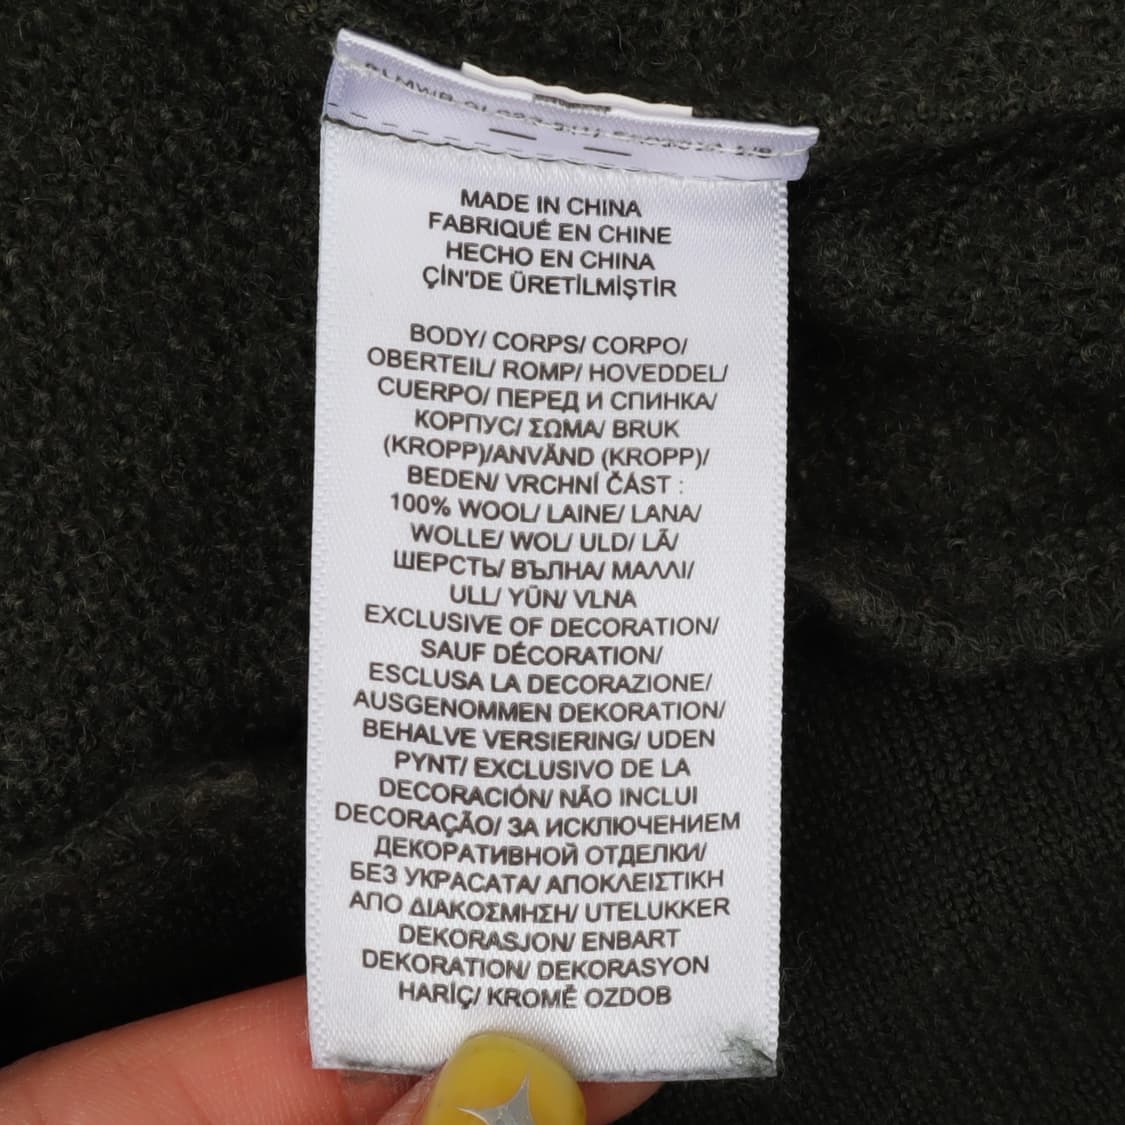 MADE IN CHINA
FABRIQUÉ EN CHINE
HECHO EN CHINA
ÇİN'DE ÜRETİLMİŞTİR
BODY/ CORPS/ CORPO/
OBERTEIL/ ROMP/ HOVEDDEL/
CUERPO/ ПЕРЕД И СПИНКА/
КОРПУС/ ΣΩΜΑ/ BRUK
(KROPP)/ANVÄND (KROPP)/
BEDEN/ VRCHNÍ ČÁST :
100% WOOL/ LAINE/ LANA/
WOLLE/ WOL/ ULD/ LÃ/
ШЕРСТЬ/ ВЪЛНА/ ΜΑΛΛΙ/
ULL/ YÜN/ VLNA
EXCLUSIVE OF DECORATION/
SAUF DÉCORATION/
ESCLUSA LA DECORAZIONE/
AUSGENOMMEN DEKORATION/
BEHALVE VERSIERING/ UDEN
PYNT/ EXCLUSIVO DE LA
DECORACIÓN/ NÃO INCLUI
DECORAÇÃO/ ЗА ИСКЛЮЧЕНИЕМ
ДЕКОРАТИВНОЙ ОТДЕЛКИ/
БЕЗ УКРАСАТА/ ΑΠΟΚΛΕΙΣΤΙΚΗ
ΑΠΟ ΔΙΑΚΟΣΜΗΣΗ/ UTELUKKER
DEKORASJON/ ENBART
DEKORATION/ DEKORASYON
HARİÇ/ KROMĚ OZDOB